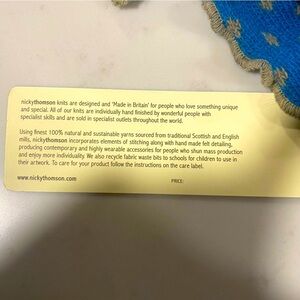 nickythomson knits are designed and 'Made in Britain' for people who love something unique
and special. All of our knits are individually hand finished by wonderful people with
specialist skills and are sold in specialist outlets throughout the world.
Using finest 100% natural and sustainable yarns sourced from traditional Scottish and English
mills, nickythomson incorporates elements of stitching along with hand made felt detailing,
producing contemporary and highly wearable accessories for people who shun mass production
and enjoy more individuality. We also recycle fabric waste bits to schools for children to use in
their artwork. To care for your product follow the instructions on the care label.
www.nickythomson.com
PRICE: